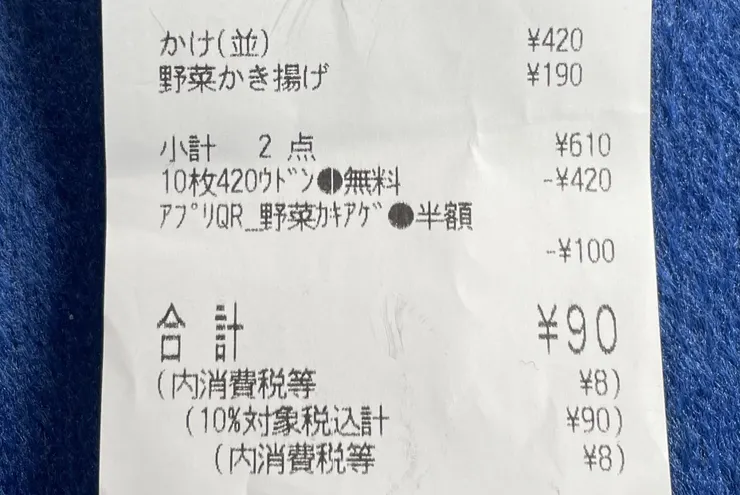 かけ(並) ¥420
野菜かき揚げ ¥190
小計 2 点 ¥610
10枚420ウドン●無料 -¥420
アプリQR_野菜カキアゲ●半額
-¥100
合計 ¥90
(内消費税等 ¥8)
(10%対象税込計 ¥90)
(内消費税等 ¥8)